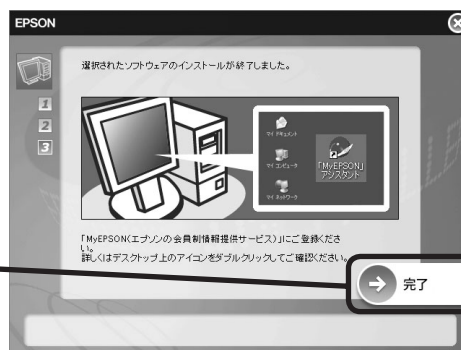 EPSON
選択されたソフトウェアのインストールが終了しました。
1
2
3
マイ ドキュメント
マイ コンピュータ
マイ ネットワーク
「MyEPSON」
アシスタント
「MyEPSON(エプソンの会員制情報提供サービス)」にご登録くださ
い。
詳しくはデスクトップ上のアイコンをダブルクリックしてご確認ください。
完了